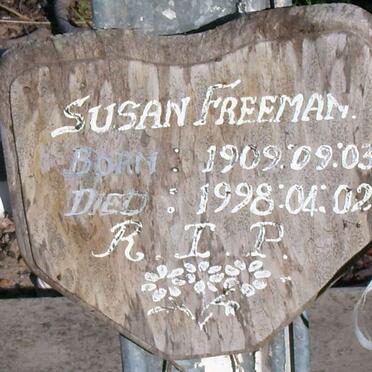 SUSAN FREEMAN.
BORN : 1909:09:03
DIED : 1998:04:02
R. I. P.